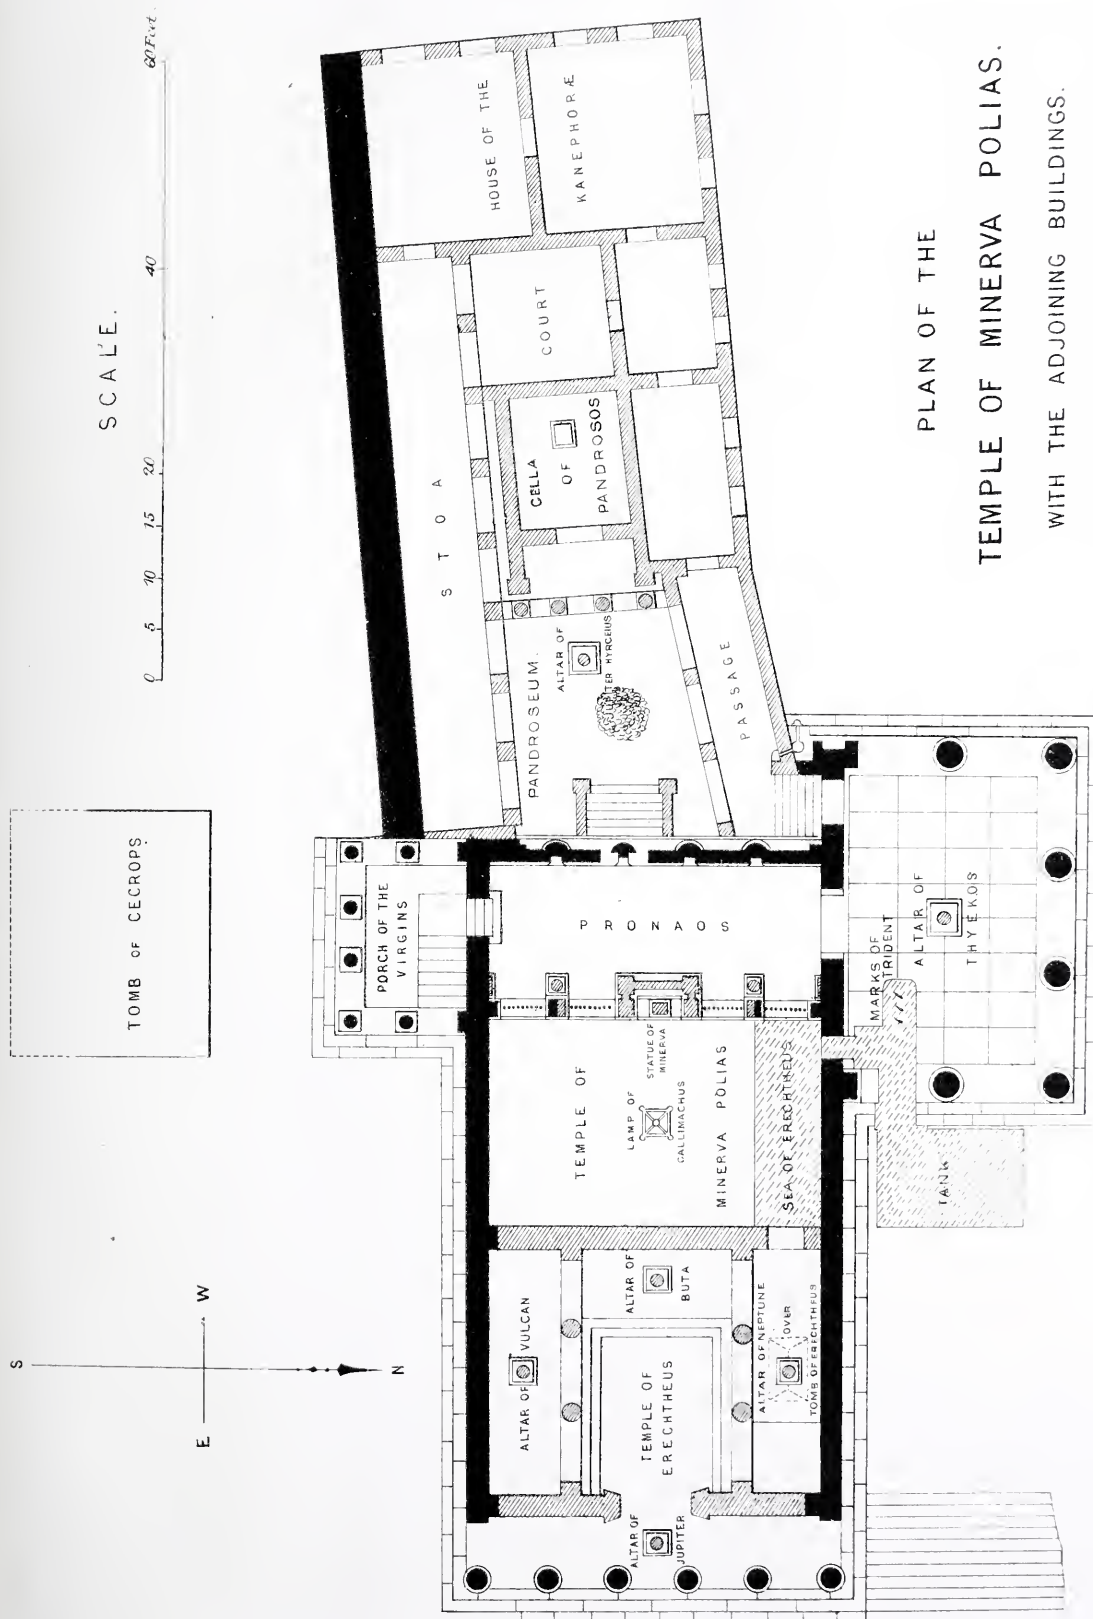 PLAN OF THE
TEMPLE OF MINERVA POLIAS.
WITH THE ADJOINING BUILDINGS.
SCALE.
0 5 10 15 20 40 60 Feet.
S
E
W
N
TOMB OF CECROPS
HOUSE OF THE
KANEPHORÆ
COURT
STOA
CELLA
OF
PANDROSOS
PANDROSEUM.
ALTAR OF
HYRCEIUS
PASSAGE
PORCH OF THE
VIRGINS
PRONAOS
ALTAR OF
THYEKOS
MARKS OF
TRIDENT
TEMPLE OF
MINERVA POLIAS
STATUE OF
MINERVA
LAMP OF
CALLIMACHUS
SEA OF ERECHTHEUS
TANK
ALTAR OF VULCAN
ALTAR OF
BUTA
TEMPLE OF
ERECHTHEUS
ALTAR OF NEPTUNE
OVER
TOMB OF ERECHTHEUS
ALTAR OF
JUPITER